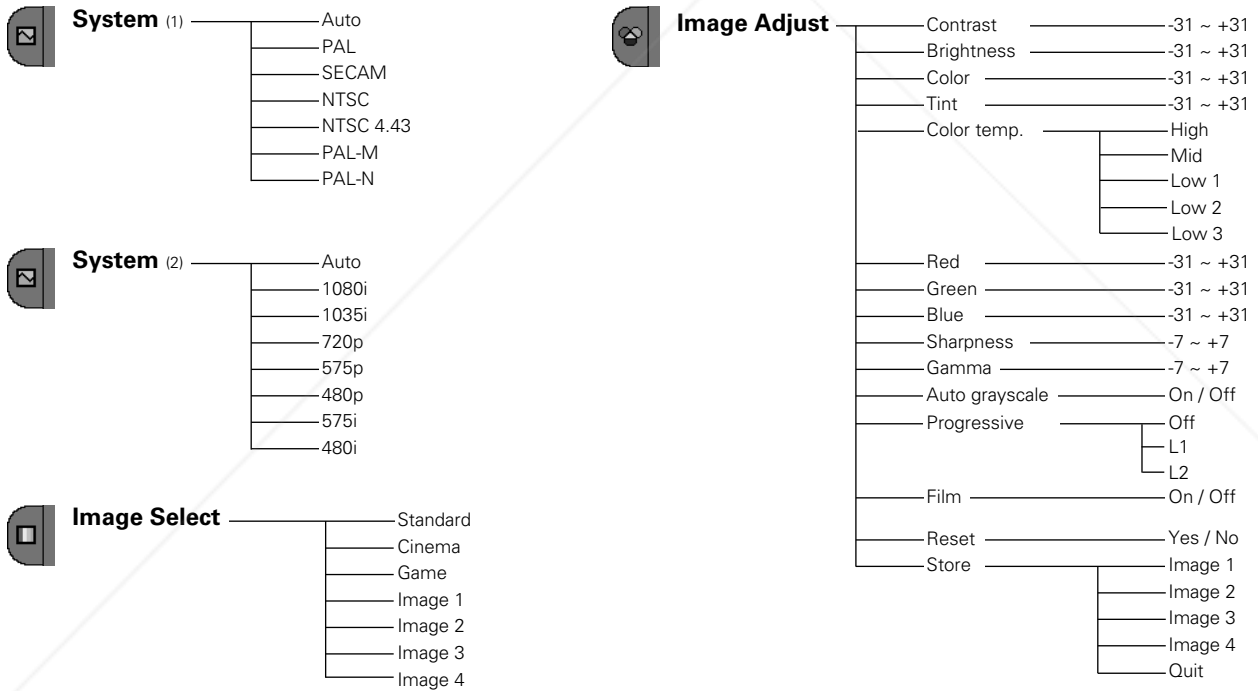 System (1)
Auto
PAL
SECAM
NTSC
NTSC 4.43
PAL-M
PAL-N
System (2)
Auto
1080i
1035i
720p
575p
480p
575i
480i
Image Select
Standard
Cinema
Game
Image 1
Image 2
Image 3
Image 4
Image Adjust
Contrast -31 ~ +31
Brightness -31 ~ +31
Color -31 ~ +31
Tint -31 ~ +31
Color temp. High
Mid
Low 1
Low 2
Low 3
Red -31 ~ +31
Green -31 ~ +31
Blue -31 ~ +31
Sharpness -7 ~ +7
Gamma -7 ~ +7
Auto grayscale On / Off
Progressive Off
L1
L2
Film On / Off
Reset Yes / No
Store Image 1
Image 2
Image 3
Image 4
Quit